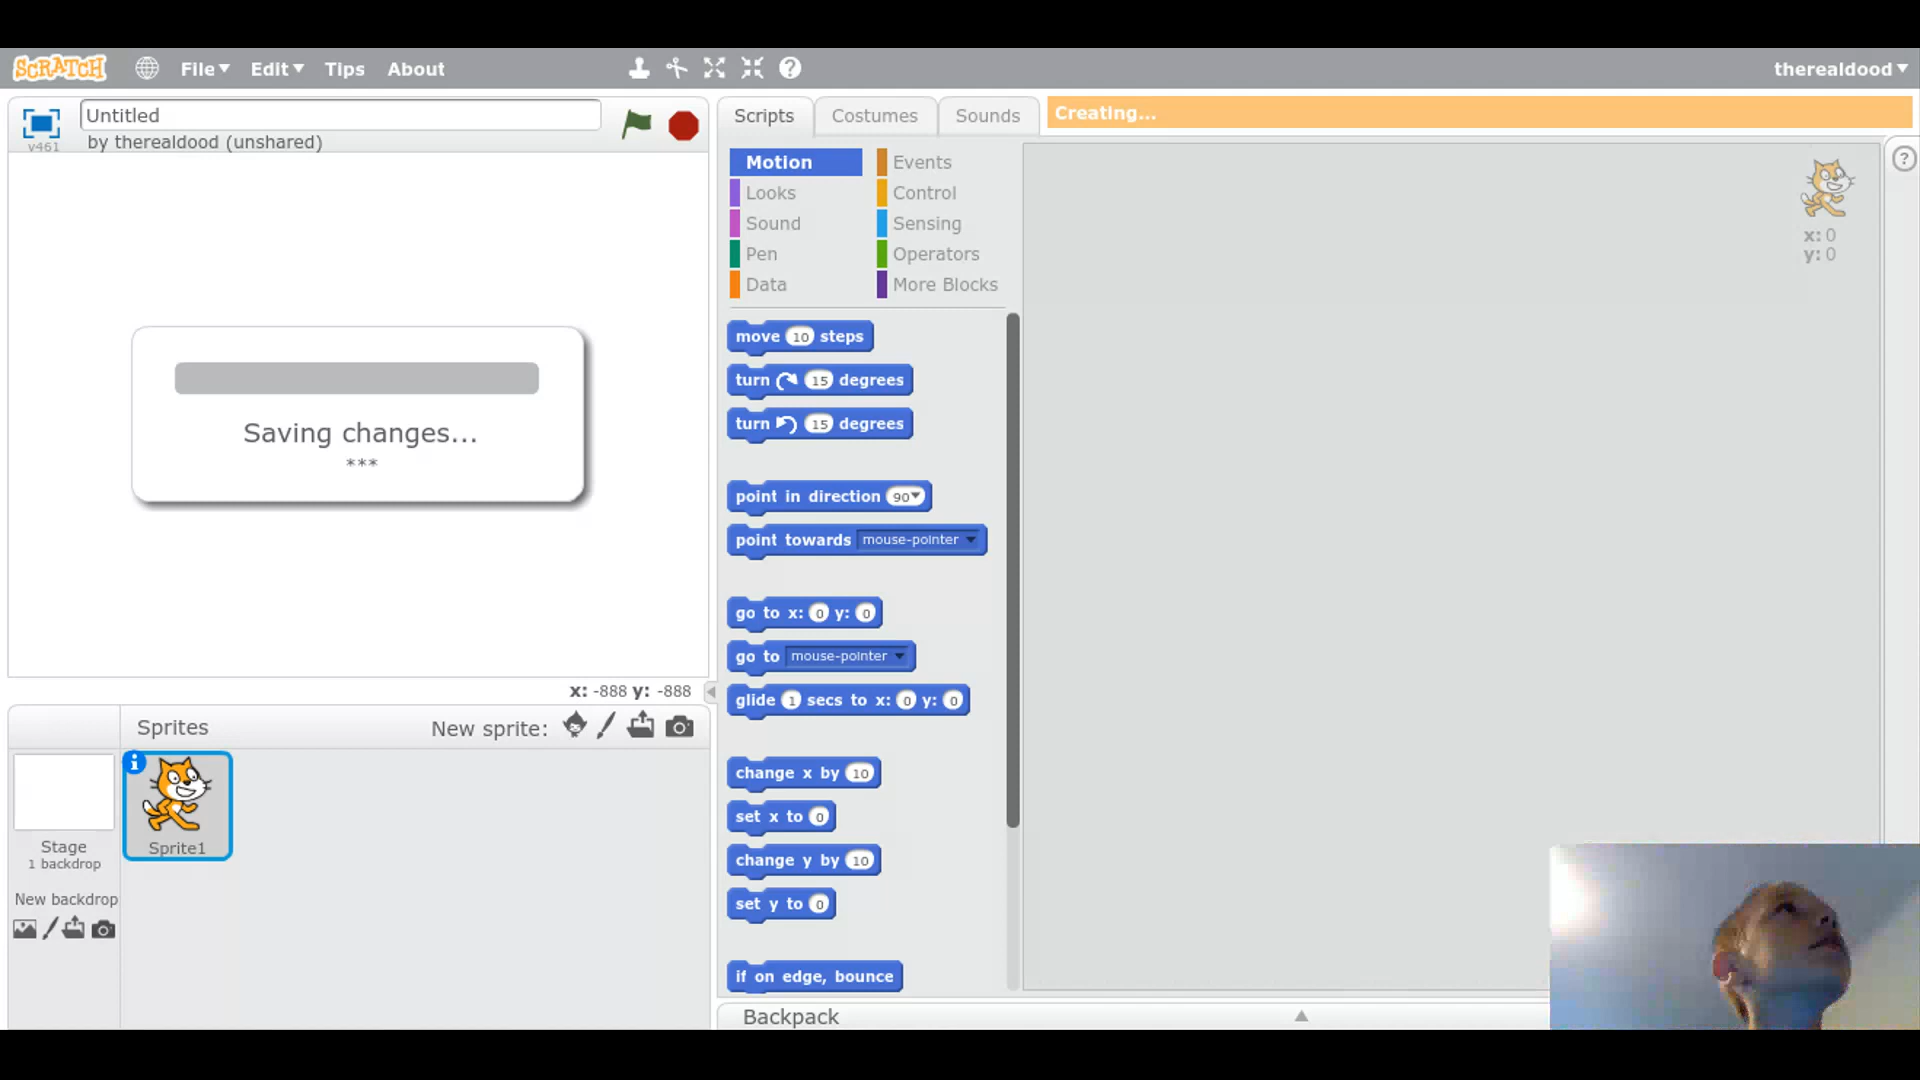 SCRATCH File Edit Tips About therealdood
Untitled
by therealdood (unshared)
v461
Scripts Costumes Sounds Creating...
Motion Events
Looks Control
Sound Sensing
Pen Operators
Data More Blocks
x: 0
y: 0
move 10 steps
turn 15 degrees
turn 15 degrees
point in direction 90
point towards mouse-pointer
go to x: 0 y: 0
go to mouse-pointer
glide 1 secs to x: 0 y: 0
change x by 10
set x to 0
change y by 10
set y to 0
if on edge, bounce
Saving changes...
***
x: -888 y: -888
Sprites New sprite:
Sprite1
Stage
1 backdrop
New backdrop
Backpack